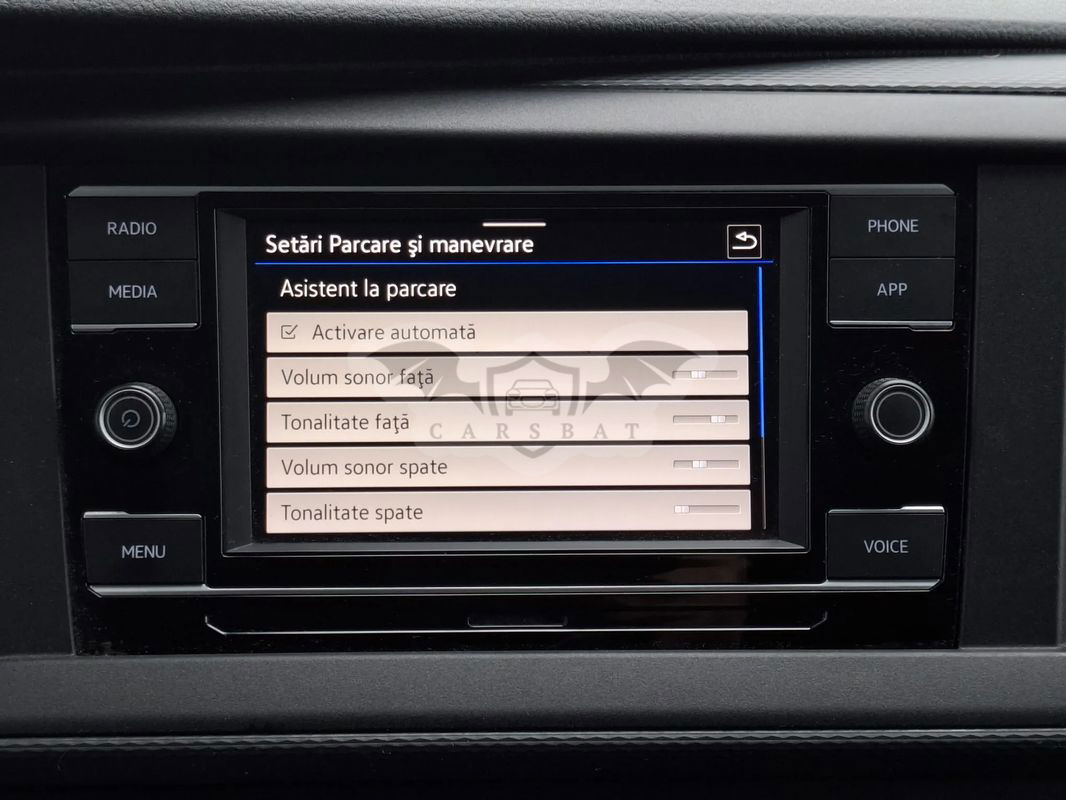 RADIO
MEDIA
MENU
Setări Parcare şi manevrare
Asistent la parcare
Activare automată
Volum sonor faţă
Tonalitate faţă
Volum sonor spate
Tonalitate spate
CARSBAT
PHONE
APP
VOICE